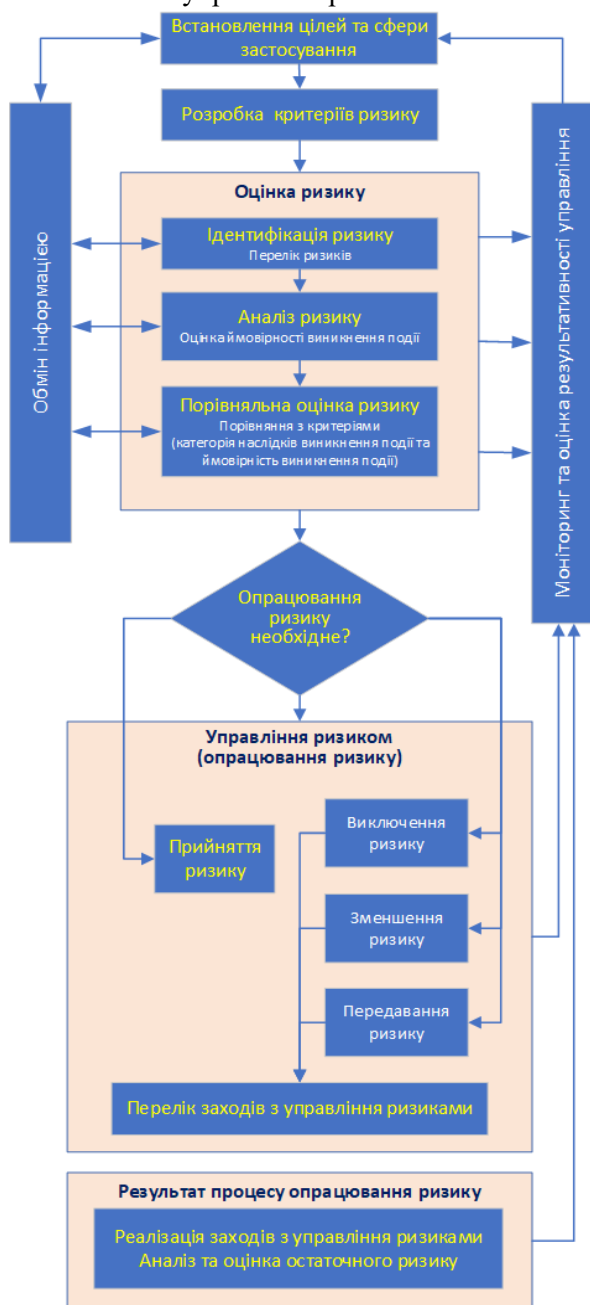 Встановлення цілей та сфери
застосування
Розробка критеріїв ризику
Оцінка ризику
Ідентифікація ризику
Перелік ризиків
Аналіз ризику
Оцінка ймовірності виникнення події
Порівняльна оцінка ризику
Порівняння з критеріями
(категорія наслідків виникнення події та
ймовірність виникнення події)
Обмін інформацією
Моніторинг та оцінка результативності управління
Опрацювання
ризику
необхідне?
Управління ризиком
(опрацювання ризику)
Прийняття
ризику
Виключення
ризику
Зменшення
ризику
Передавання
ризику
Перелік заходів з управління ризиками
Результат процесу опрацювання ризику
Реалізація заходів з управління ризиками
Аналіз та оцінка остаточного ризику